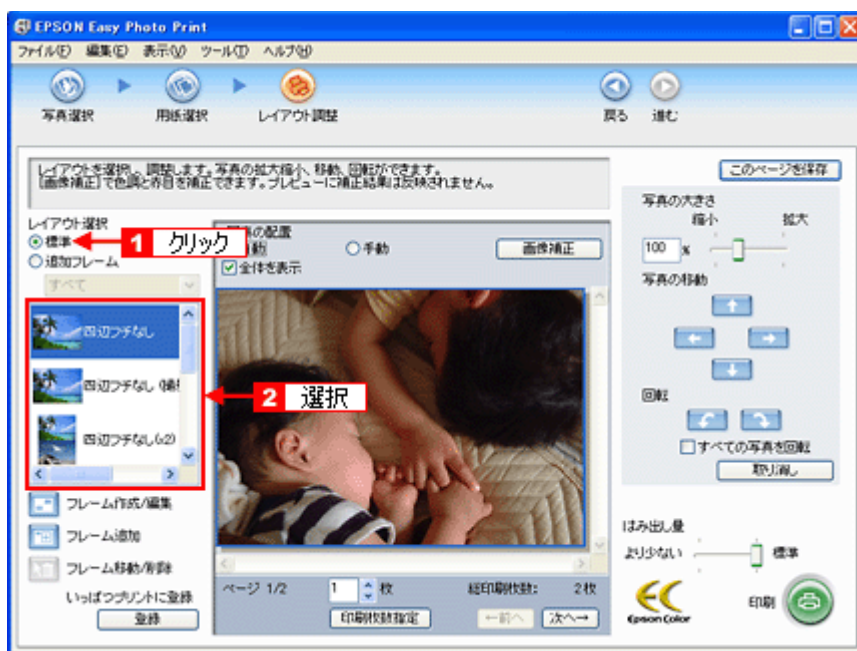 EPSON Easy Photo Print
ファイル(F) 編集(E) 表示(V) ツール(T) ヘルプ(H)
写真選択 用紙選択 レイアウト調整 戻る 進む
レイアウトを選択し、調整します。写真の拡大縮小、移動、回転ができます。
[画像補正]で色調と赤目を補正できます。プレビューに補正結果は反映されません。
このページを保存
レイアウト選択
標準
追加フレーム
すべて
1 クリック
写真の配置
手動
画像補正
全体を表示
四辺フチなし
四辺フチなし
四辺フチなし(x2)
2 選択
フレーム作成/編集
フレーム追加
フレーム移動/削除
いっぱつプリントに登録
登録
ページ 1/2 1 枚 総印刷枚数: 2枚
印刷枚数指定 ←前へ 次へ→
写真の大きさ
縮小 拡大
100 %
写真の移動
回転
すべての写真を回転
取り消し
はみ出し量
より少ない 標準
Epson Color
印刷